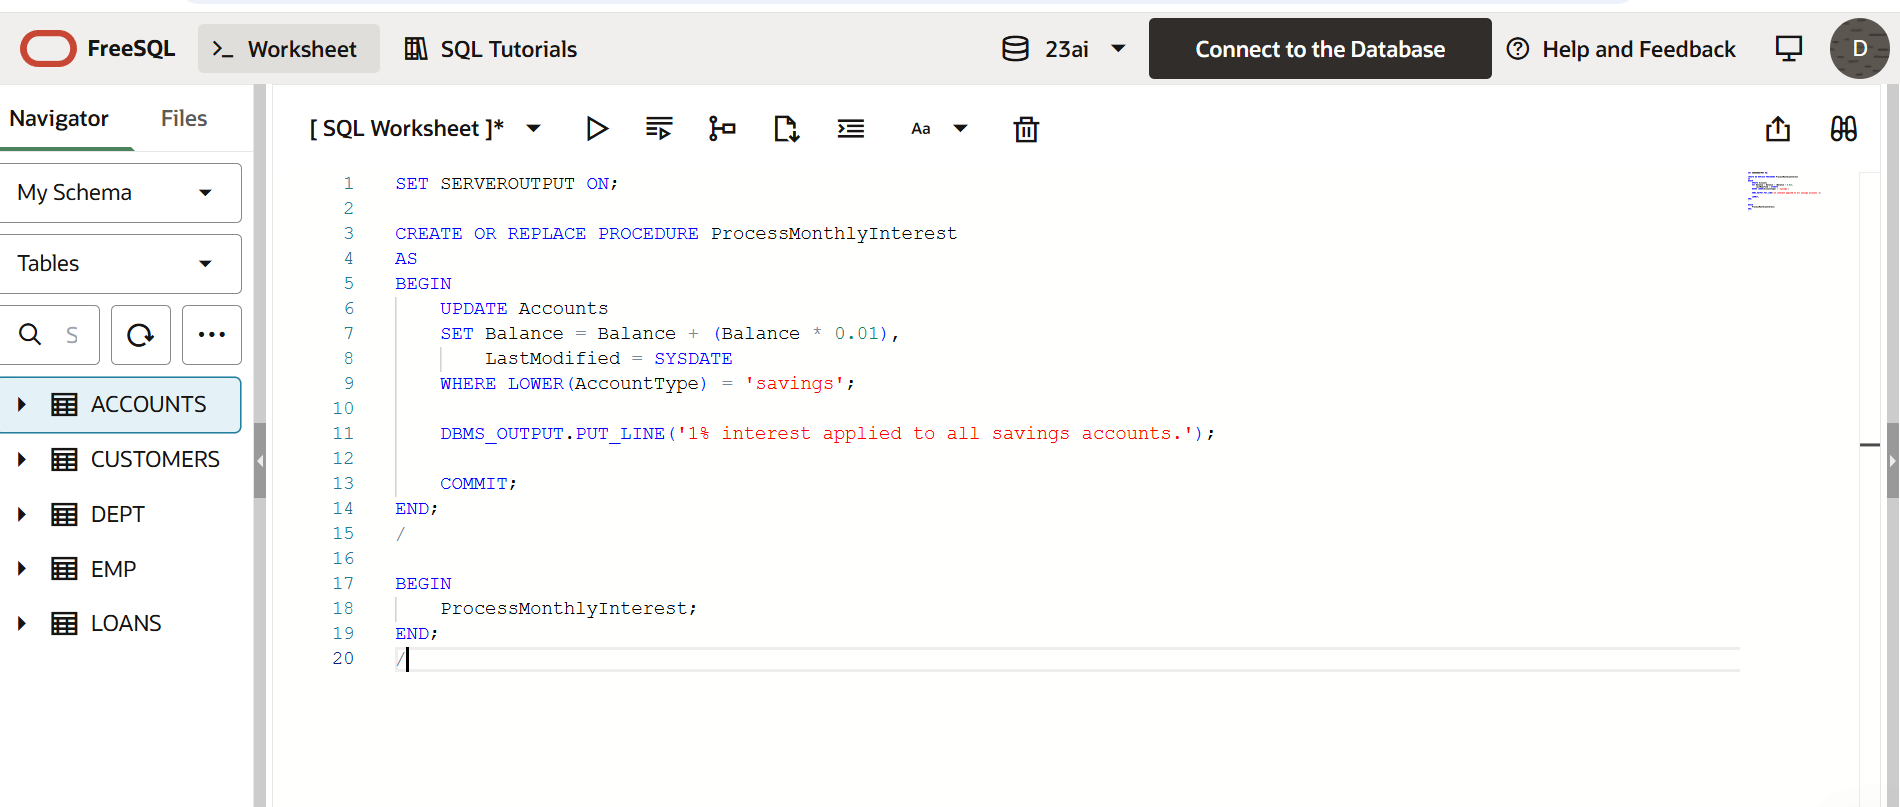 FreeSQL
>_ Worksheet
SQL Tutorials
23ai
Connect to the Database
Help and Feedback
D
Navigator
Files
My Schema
Tables
S
ACCOUNTS
CUSTOMERS
DEPT
EMP
LOANS
[ SQL Worksheet ]*
Aa
1 SET SERVEROUTPUT ON;
2
3 CREATE OR REPLACE PROCEDURE ProcessMonthlyInterest
4 AS
5 BEGIN
6     UPDATE Accounts
7     SET Balance = Balance + (Balance * 0.01),
8         LastModified = SYSDATE
9     WHERE LOWER(AccountType) = 'savings';
10
11     DBMS_OUTPUT.PUT_LINE('1% interest applied to all savings accounts.');
12
13     COMMIT;
14 END;
15 /
16
17 BEGIN
18     ProcessMonthlyInterest;
19 END;
20 /